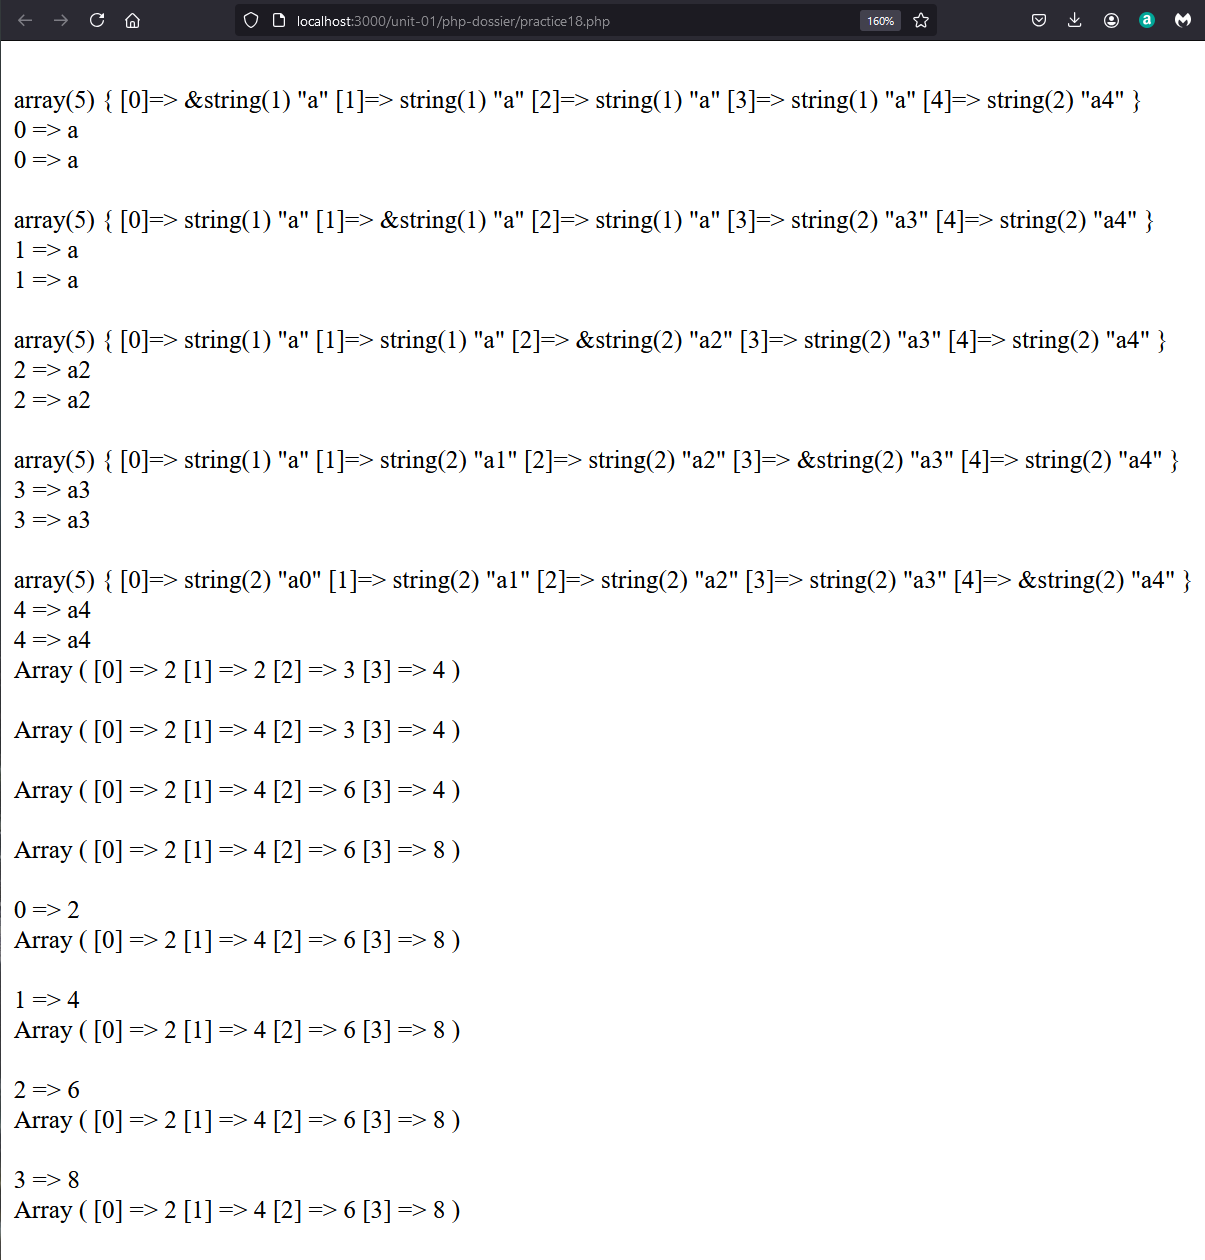 localhost:3000/unit-01/php-dossier/practice18.php 160% a
array(5) { [0]=> &string(1) "a" [1]=> string(1) "a" [2]=> string(1) "a" [3]=> string(1) "a" [4]=> string(2) "a4" }
0 => a
0 => a
array(5) { [0]=> string(1) "a" [1]=> &string(1) "a" [2]=> string(1) "a" [3]=> string(2) "a3" [4]=> string(2) "a4" }
1 => a
1 => a
array(5) { [0]=> string(1) "a" [1]=> string(1) "a" [2]=> &string(2) "a2" [3]=> string(2) "a3" [4]=> string(2) "a4" }
2 => a2
2 => a2
array(5) { [0]=> string(1) "a" [1]=> string(2) "a1" [2]=> string(2) "a2" [3]=> &string(2) "a3" [4]=> string(2) "a4" }
3 => a3
3 => a3
array(5) { [0]=> string(2) "a0" [1]=> string(2) "a1" [2]=> string(2) "a2" [3]=> string(2) "a3" [4]=> &string(2) "a4" }
4 => a4
4 => a4
Array ( [0] => 2 [1] => 2 [2] => 3 [3] => 4 )
Array ( [0] => 2 [1] => 4 [2] => 3 [3] => 4 )
Array ( [0] => 2 [1] => 4 [2] => 6 [3] => 4 )
Array ( [0] => 2 [1] => 4 [2] => 6 [3] => 8 )
0 => 2
Array ( [0] => 2 [1] => 4 [2] => 6 [3] => 8 )
1 => 4
Array ( [0] => 2 [1] => 4 [2] => 6 [3] => 8 )
2 => 6
Array ( [0] => 2 [1] => 4 [2] => 6 [3] => 8 )
3 => 8
Array ( [0] => 2 [1] => 4 [2] => 6 [3] => 8 )